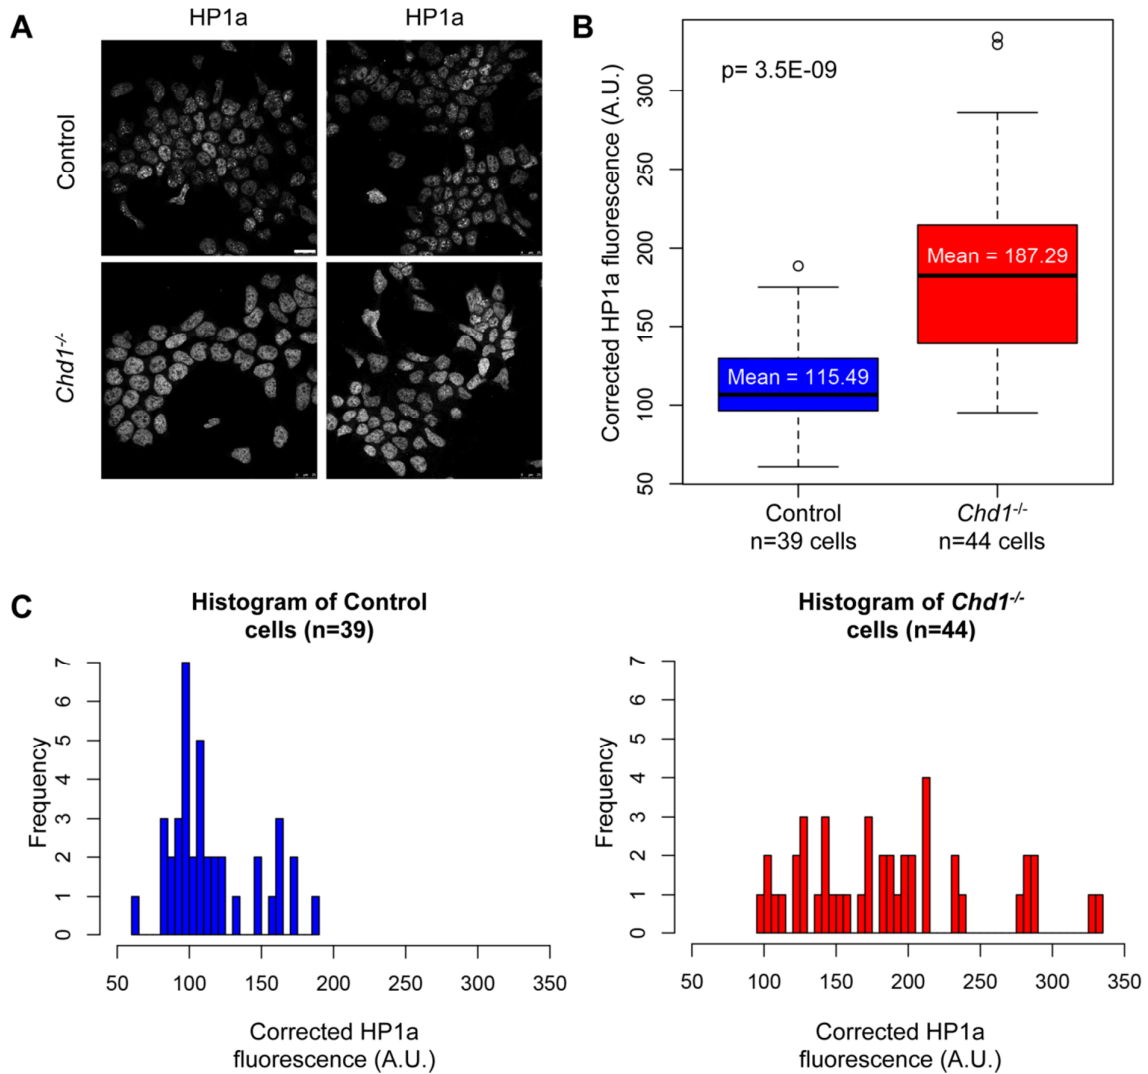 A
HP1a
HP1a
Control
Chd1-/-
B
p= 3.5E-09
Corrected HP1a fluorescence (A.U.)
300
250
200
150
100
50
Mean = 115.49
Mean = 187.29
Control
n=39 cells
Chd1-/-
n=44 cells
C
Histogram of Control
cells (n=39)
Frequency
7
6
5
4
3
2
1
0
50 100 150 200 250 300 350
Corrected HP1a
fluorescence (A.U.)
Histogram of Chd1-/-
cells (n=44)
Frequency
7
6
5
4
3
2
1
0
50 100 150 200 250 300 350
Corrected HP1a
fluorescence (A.U.)